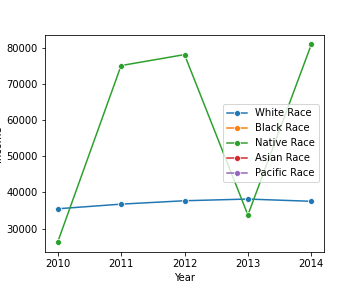 80000
70000
60000
50000
40000
30000
White Race
Black Race
Native Race
Asian Race
Pacific Race
2010 2011 2012 2013 2014
Year